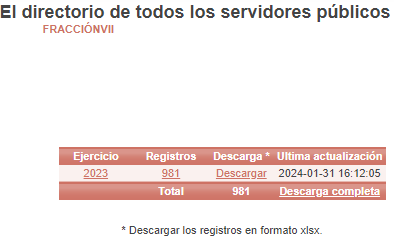 El directorio de todos los servidores públicos
FRACCIÓNVII
Ejercicio Registros Descarga * Ultima actualización
2023 981 Descargar 2024-01-31 16:12:05
Total 981 Descarga completa
* Descargar los registros en formato xlsx.